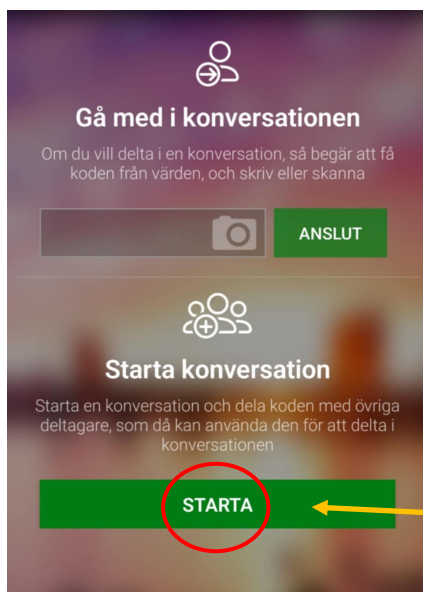 Gå med i konversationen
Om du vill delta i en konversation, så begär att få
koden från värden, och skriv eller skanna
ANSLUT
Starta konversation
Starta en konversation och dela koden med övriga
deltagare, som då kan använda den för att delta i
konversationen
STARTA